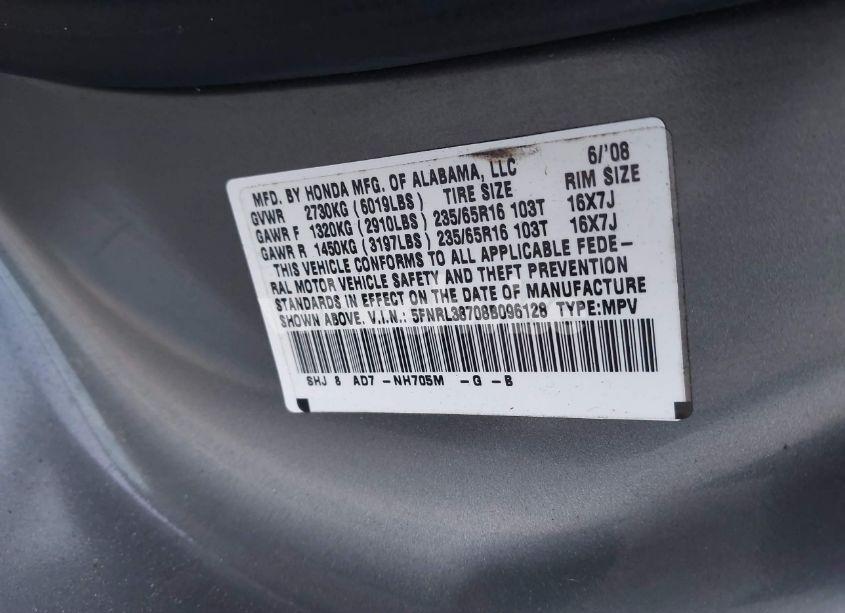 MFD. BY HONDA MFG. OF ALABAMA, LLC 6/'08
GVWR 2730KG (6019LBS) TIRE SIZE RIM SIZE
GAWR F 1320KG (2910LBS) 235/65R16 103T 16X7J
GAWR R 1450KG (3197LBS) 235/65R16 103T 16X7J
THIS VEHICLE CONFORMS TO ALL APPLICABLE FEDE-
RAL MOTOR VEHICLE SAFETY AND THEFT PREVENTION
STANDARDS IN EFFECT ON THE DATE OF MANUFACTURE
SHOWN ABOVE. V.I.N.: 5FNRL38708B096128 TYPE:MPV
SHJ 8 AD7 -NH705M -G -B